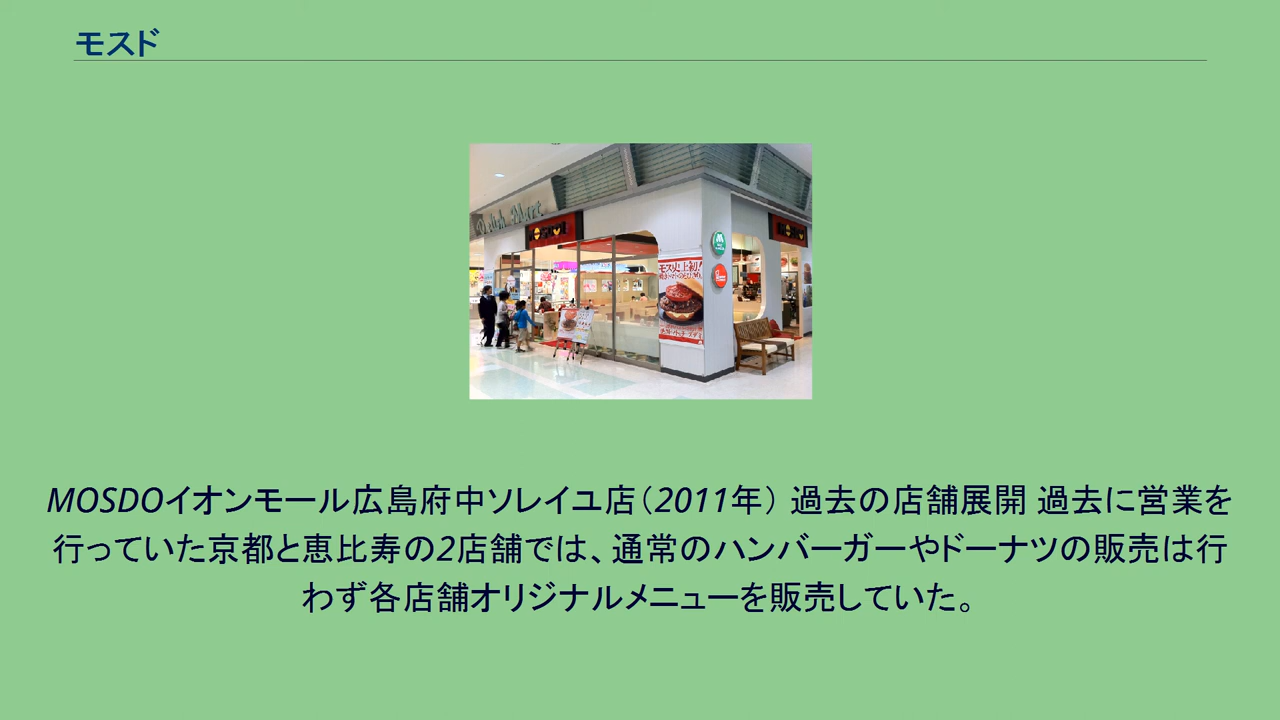 モスド
モス史上初!
MOSDOイオンモール広島府中ソレイユ店（2011年） 過去の店舗展開 過去に営業を
行っていた京都と恵比寿の2店舗では、通常のハンバーガーやドーナツの販売は行
わず各店舗オリジナルメニューを販売していた。